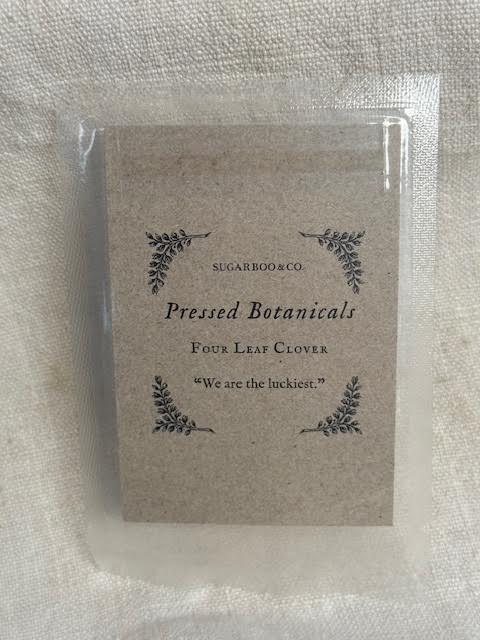 SUGARBOO&CO.
Pressed Botanicals
Four Leaf Clover
“We are the luckiest.”